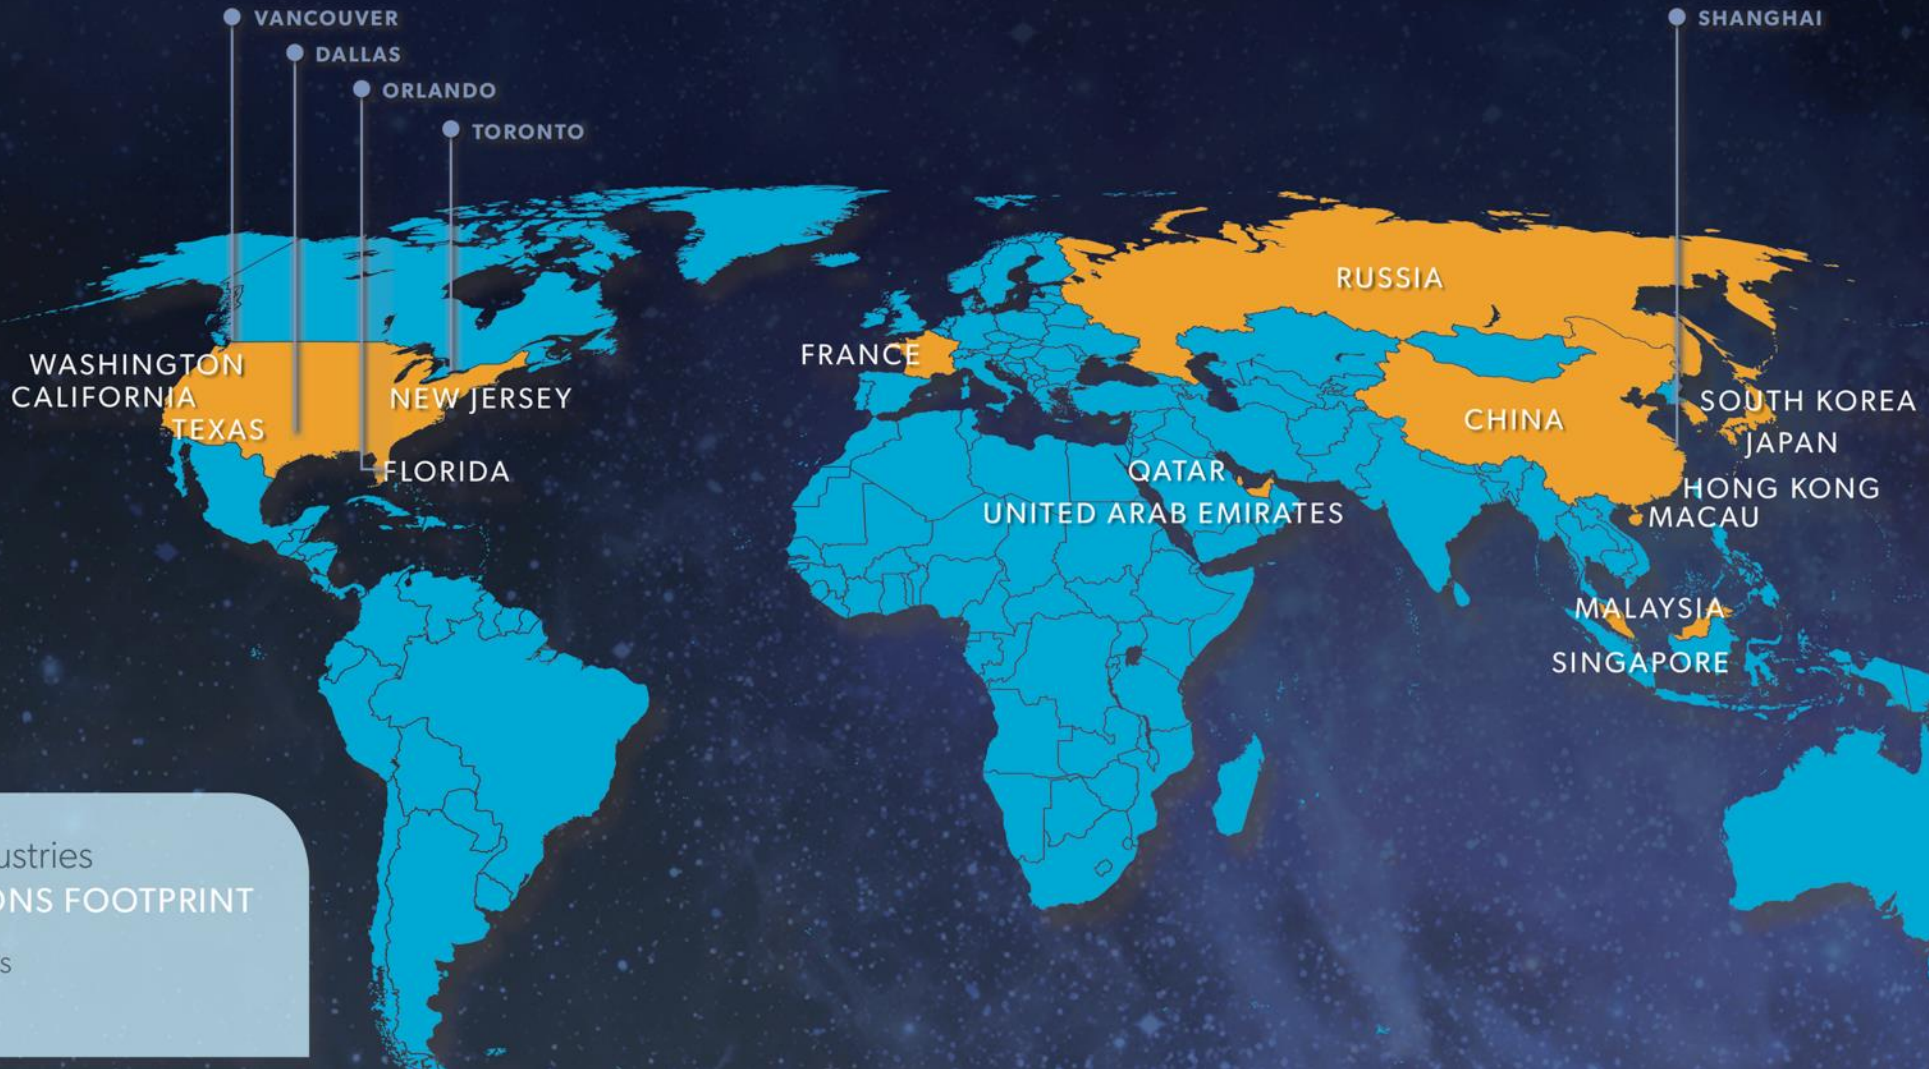 VANCOUVER
DALLAS
ORLANDO
TORONTO
SHANGHAI
RUSSIA
FRANCE
WASHINGTON
CALIFORNIA
TEXAS
NEW JERSEY
FLORIDA
CHINA
SOUTH KOREA
JAPAN
QATAR
UNITED ARAB EMIRATES
HONG KONG
MACAU
MALAYSIA
SINGAPORE
ustries
ONS FOOTPRINT
s